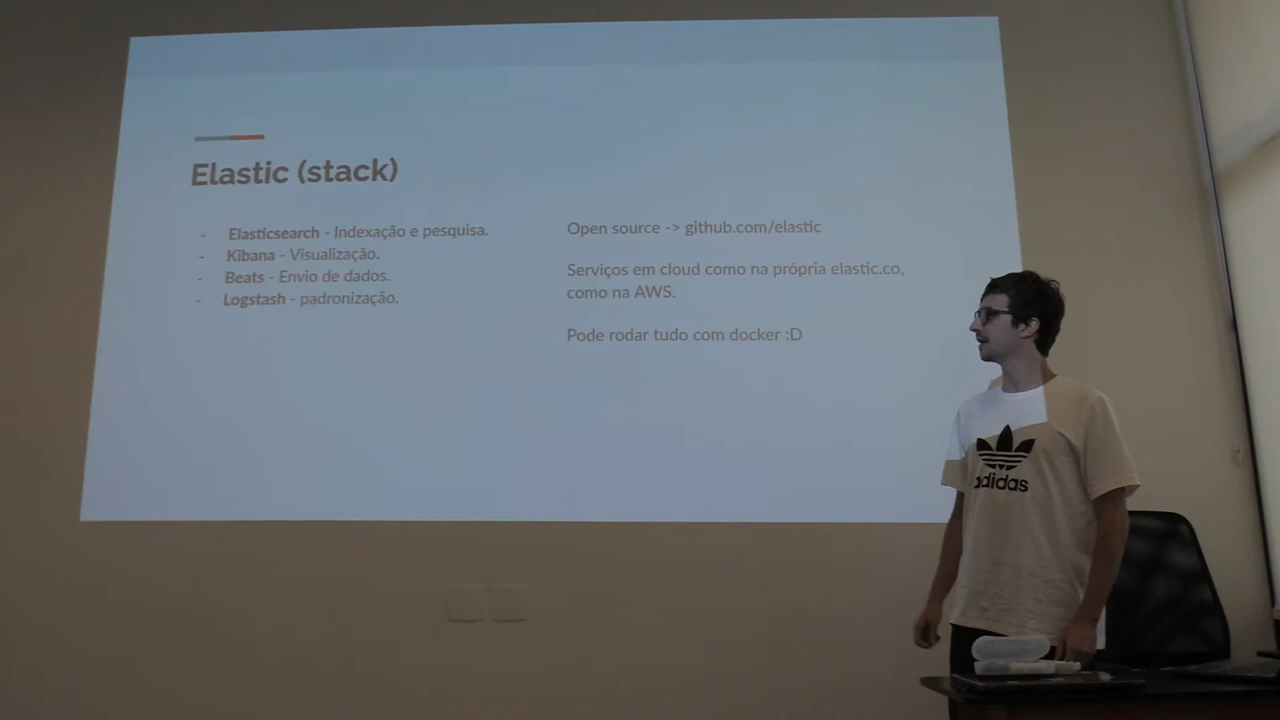 Elastic (stack)
- Elasticsearch - Indexação e pesquisa.
- Kibana - Visualização.
- Beats - Envio de dados.
- Logstash - padronização.
Open source -> github.com/elastic
Serviços em cloud como na própria elastic.co,
como na AWS.
Pode rodar tudo com docker :D
adidas